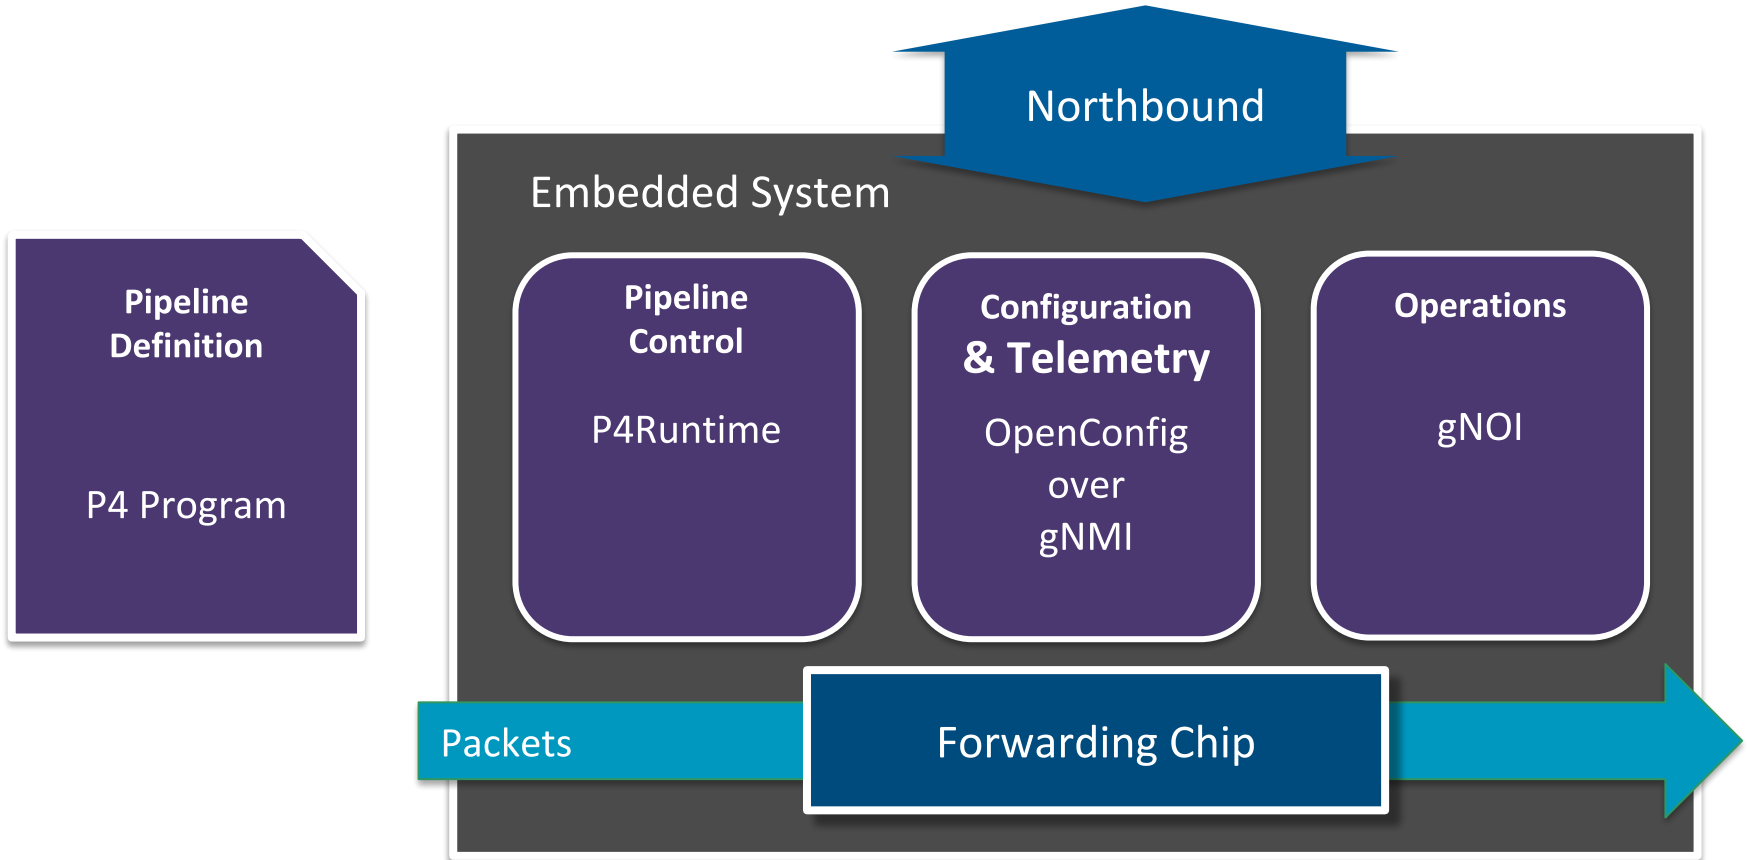 Northbound
Embedded System
Pipeline
Definition
P4 Program
Pipeline
Control
P4Runtime
Configuration
& Telemetry
OpenConfig
over
gNMI
Operations
gNOI
Packets
Forwarding Chip